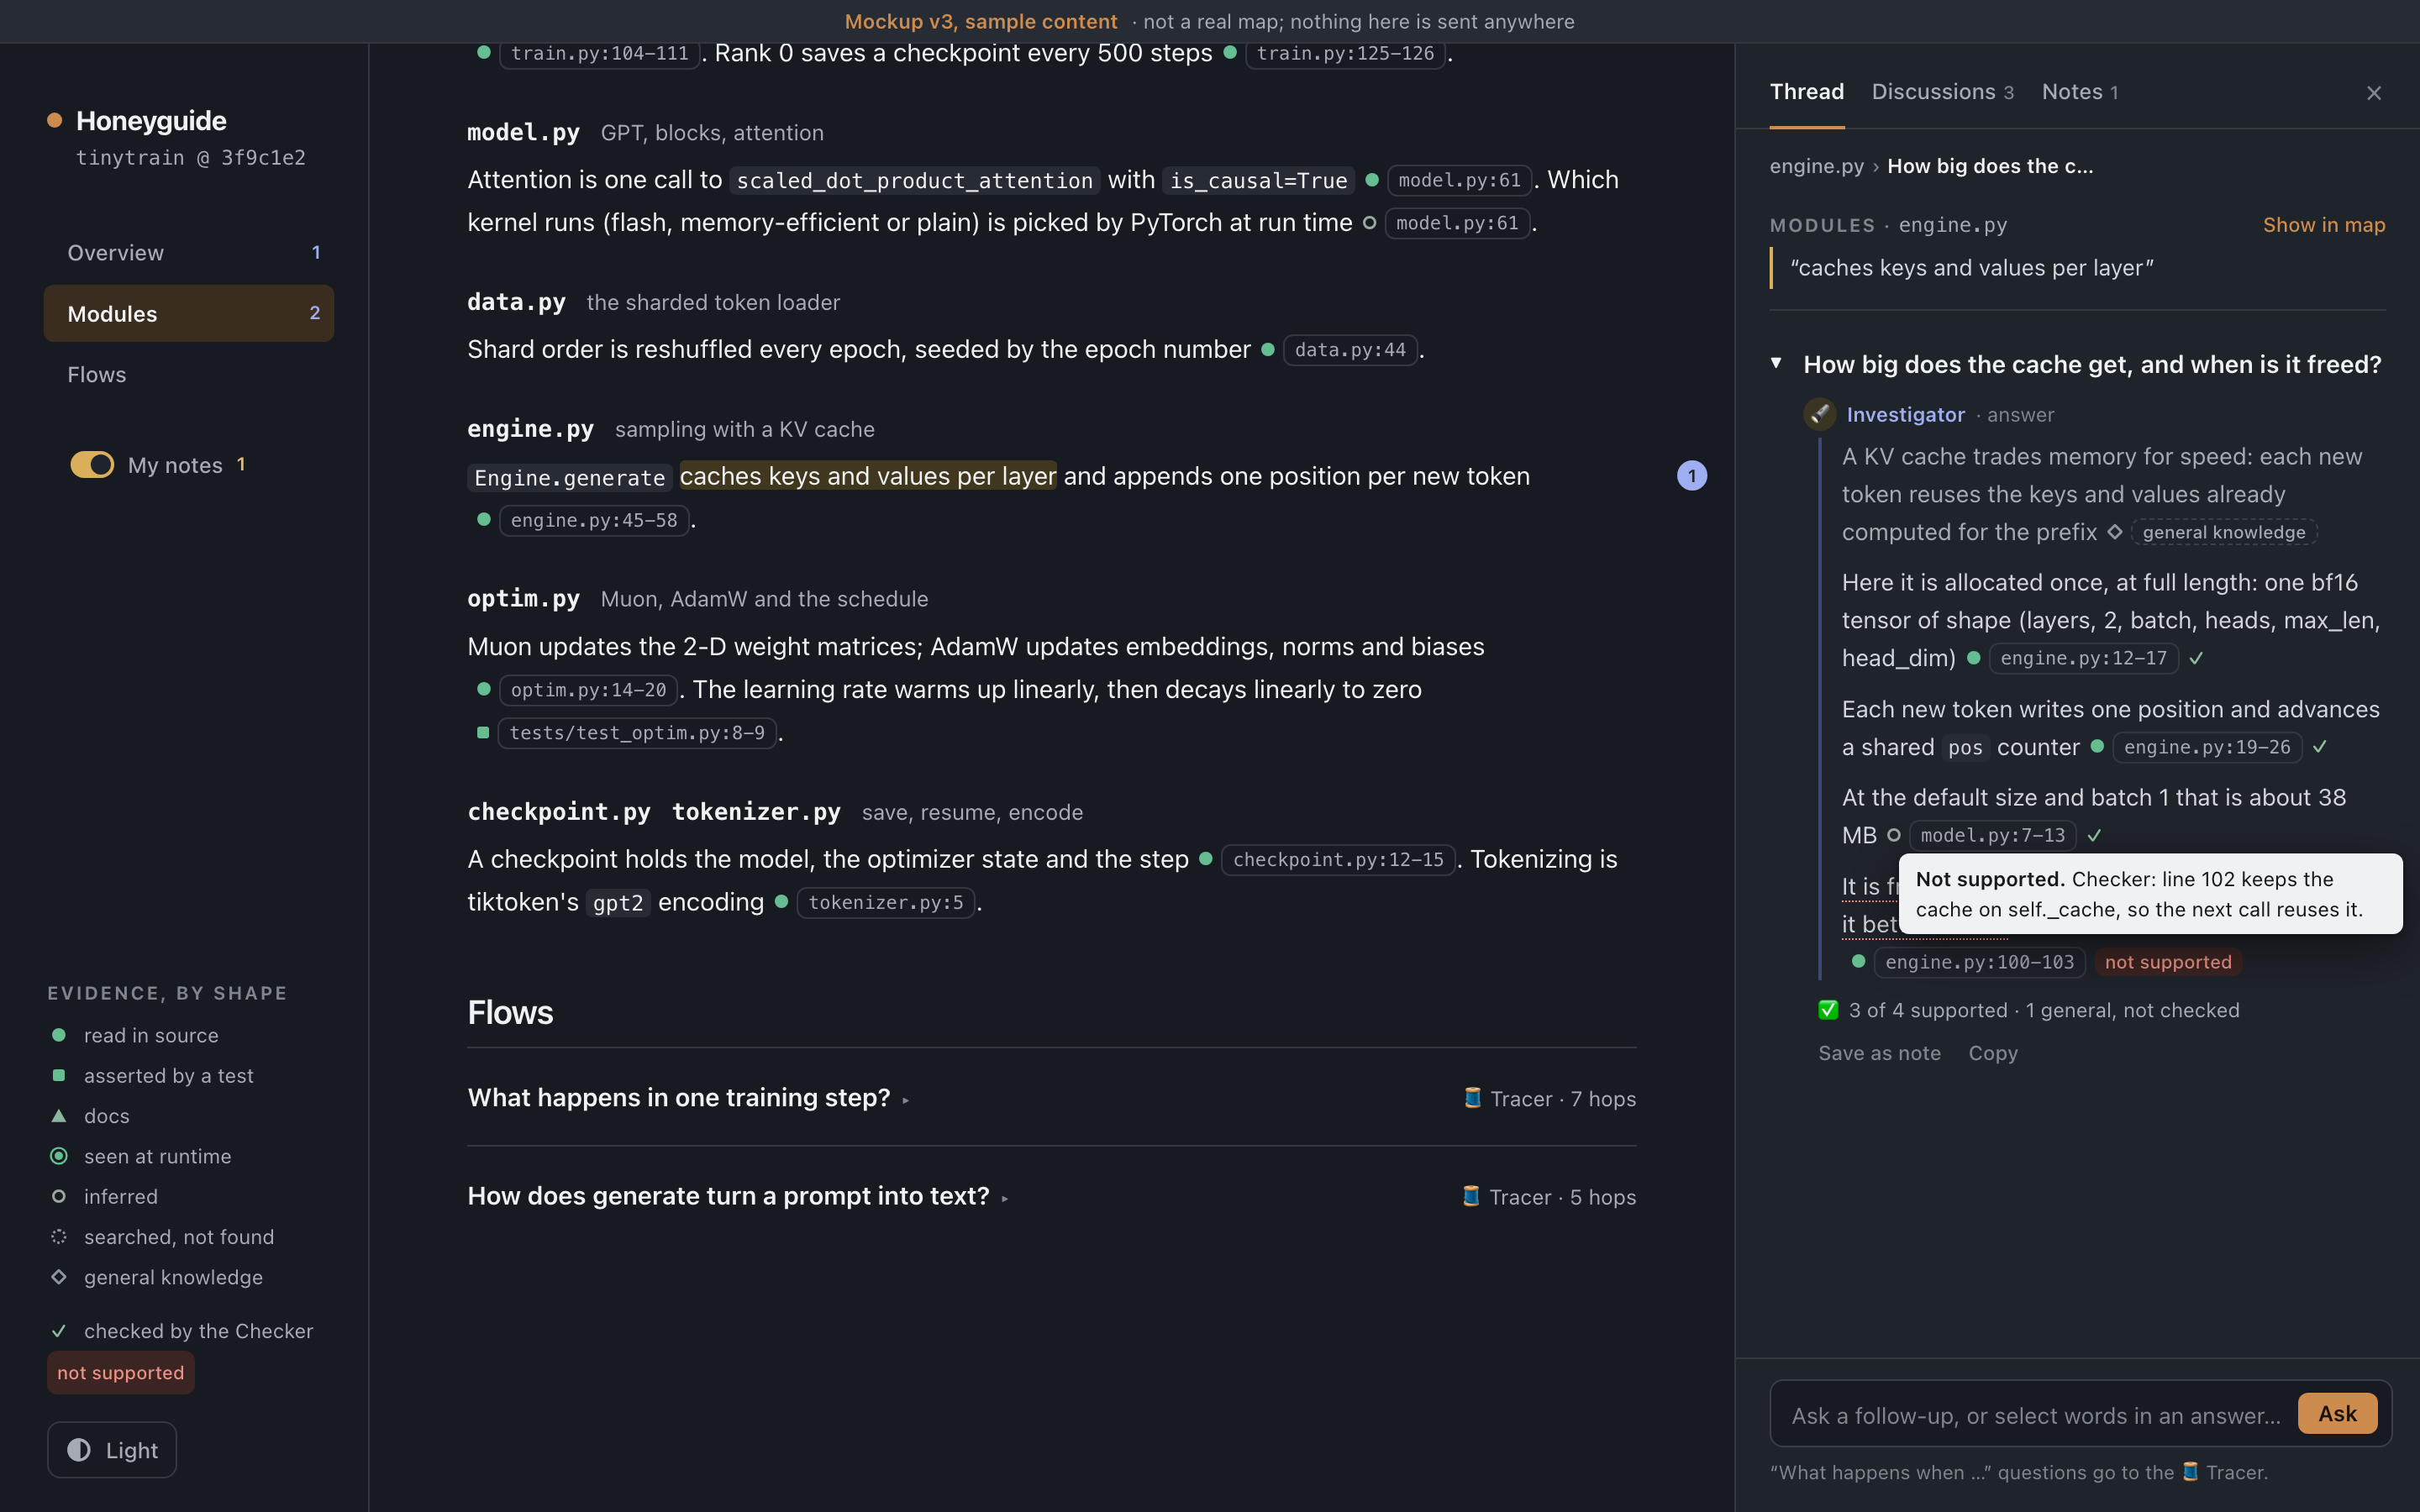 Mockup v3, sample content · not a real map; nothing here is sent anywhere
Honeyguide
tinytrain @ 3f9c1e2
Overview 1
Modules 2
Flows
My notes 1
EVIDENCE, BY SHAPE
read in source
asserted by a test
docs
seen at runtime
inferred
searched, not found
general knowledge
checked by the Checker
not supported
Light
train.py:104–111. Rank 0 saves a checkpoint every 500 steps train.py:125–126.
model.py GPT, blocks, attention
Attention is one call to scaled_dot_product_attention with is_causal=True model.py:61. Which
kernel runs (flash, memory-efficient or plain) is picked by PyTorch at run time model.py:61.
data.py the sharded token loader
Shard order is reshuffled every epoch, seeded by the epoch number data.py:44.
engine.py sampling with a KV cache
Engine.generate caches keys and values per layer and appends one position per new token 1
engine.py:45–58.
optim.py Muon, AdamW and the schedule
Muon updates the 2-D weight matrices; AdamW updates embeddings, norms and biases
optim.py:14–20. The learning rate warms up linearly, then decays linearly to zero
tests/test_optim.py:8–9.
checkpoint.py tokenizer.py save, resume, encode
A checkpoint holds the model, the optimizer state and the step checkpoint.py:12–15. Tokenizing is
tiktoken's gpt2 encoding tokenizer.py:5.
Flows
What happens in one training step? ▸ Tracer · 7 hops
How does generate turn a prompt into text? ▸ Tracer · 5 hops
Thread Discussions 3 Notes 1 ×
engine.py › How big does the c...
MODULES · engine.py Show in map
“caches keys and values per layer”
▼ How big does the cache get, and when is it freed?
Investigator · answer
A KV cache trades memory for speed: each new
token reuses the keys and values already
computed for the prefix general knowledge
Here it is allocated once, at full length: one bf16
tensor of shape (layers, 2, batch, heads, max_len,
head_dim) engine.py:12–17 ✓
Each new token writes one position and advances
a shared pos counter engine.py:19–26 ✓
At the default size and batch 1 that is about 38
MB model.py:7–13 ✓
It is
it
Not supported. Checker: line 102 keeps the
cache on self._cache, so the next call reuses it.
engine.py:100–103 not supported
✅ 3 of 4 supported · 1 general, not checked
Save as note Copy
Ask a follow-up, or select words in an answer... Ask
“What happens when …” questions go to the Tracer.